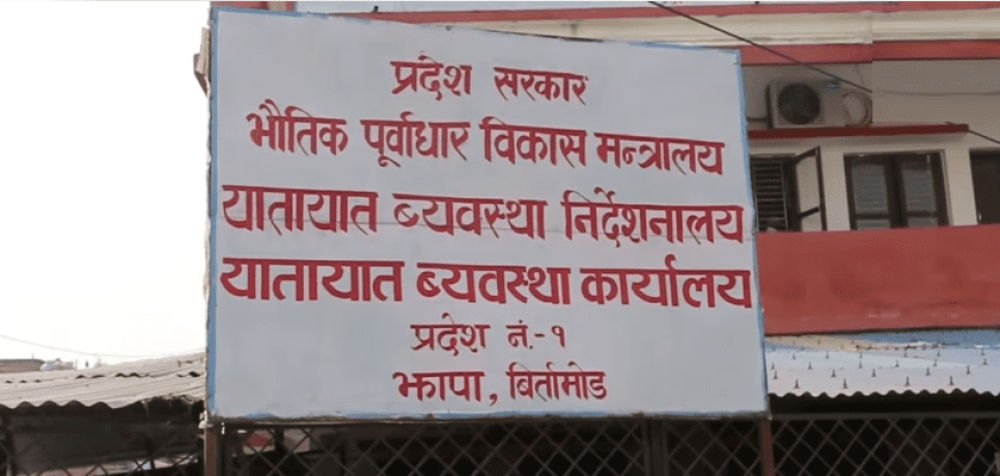 प्रदेश सरकार
भौतिक पूर्वाधार विकास मन्त्रालय
यातायात ब्यवस्था निर्देशनालय
यातायात ब्यवस्था कार्यालय
प्रदेश नं.-१
झापा, बिर्तामोड